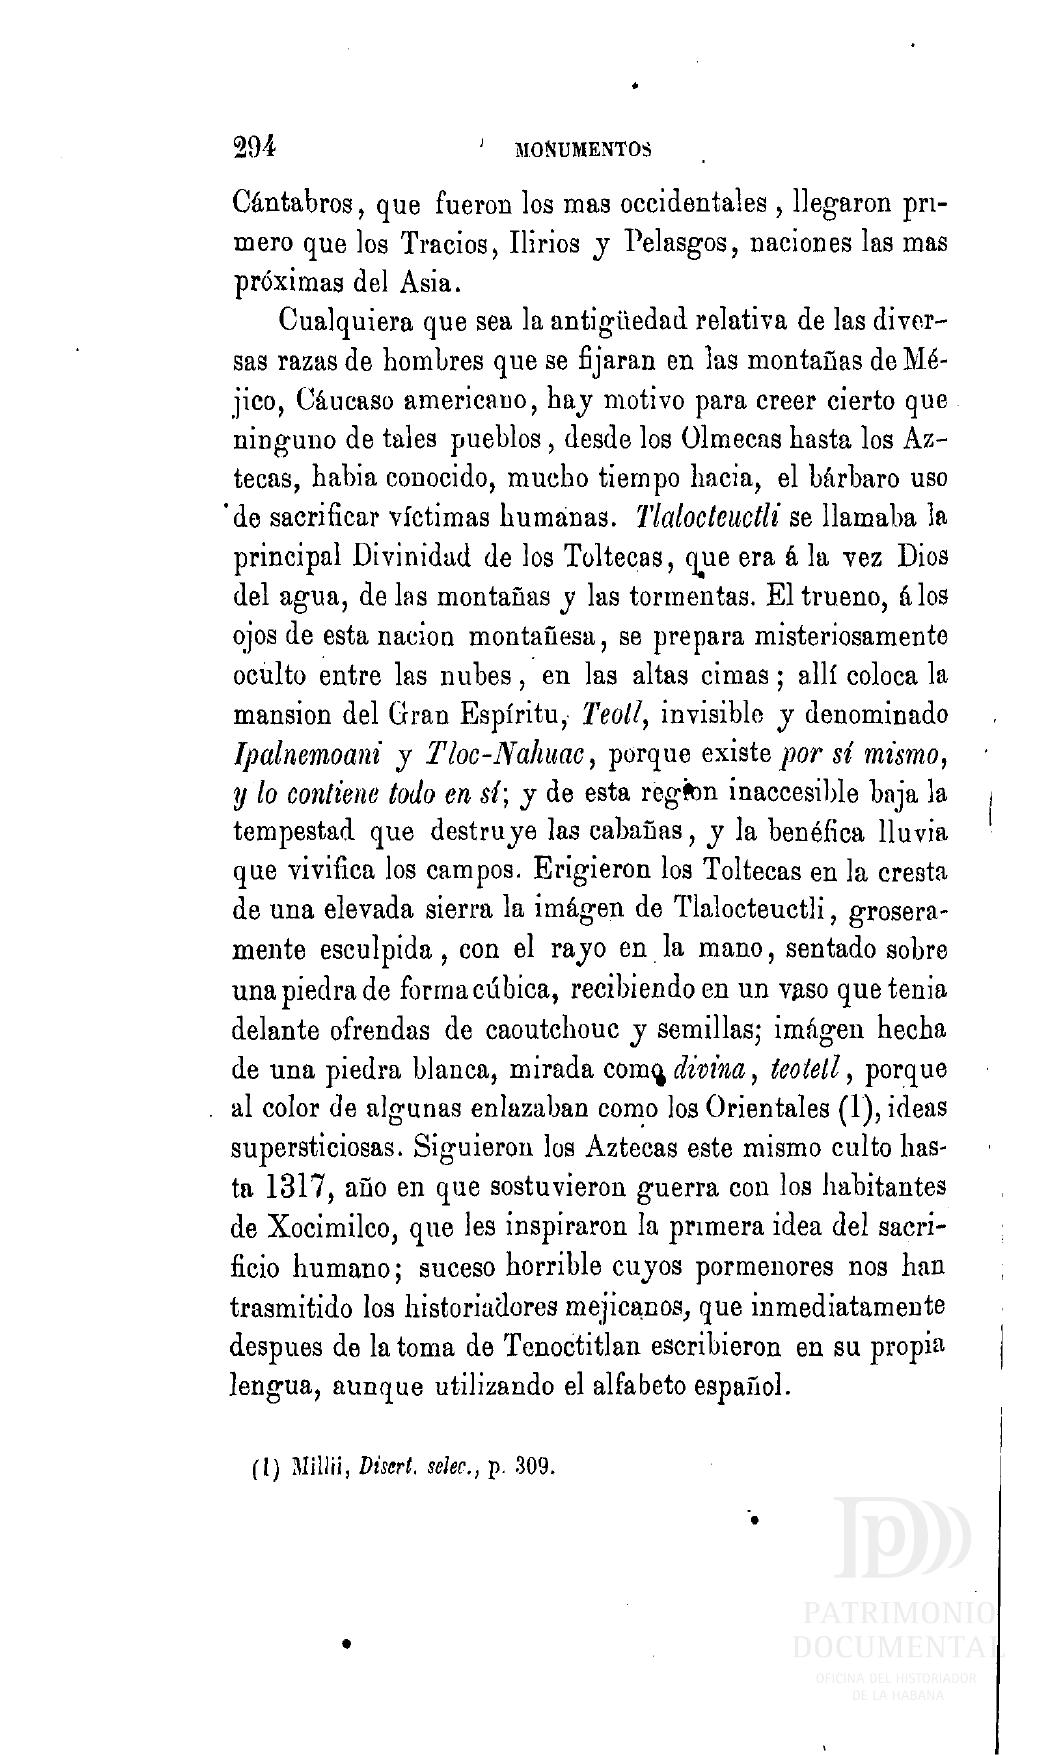 294 MONUMENTOS
Cántabros, que fueron los mas occidentales, llegaron pri-
mero que los Tracios, Ilirios y Pelasgos, naciones las mas
próximas del Asia.
Cualquiera que sea la antigüedad relativa de las diver-
sas razas de hombres que se fijaran en las montañas de Mé-
jico, Cáucaso americano, hay motivo para creer cierto que
ninguno de tales pueblos, desde los Olmecas hasta los Az-
tecas, habia conocido, mucho tiempo hacia, el bárbaro uso
de sacrificar víctimas humanas. Tlalocteuctli se llamaba la
principal Divinidad de los Toltecas, que era á la vez Dios
del agua, de las montañas y las tormentas. El trueno, á los
ojos de esta nacion montañesa, se prepara misteriosamente
oculto entre las nubes, en las altas cimas; allí coloca la
mansion del Gran Espíritu, Teotl, invisible y denominado
Ipalnemoani y Tloc-Nahuac, porque existe por sí mismo,
y lo contiene todo en sí; y de esta region inaccesible baja la
tempestad que destruye las cabañas, y la benéfica lluvia
que vivifica los campos. Erigieron los Toltecas en la cresta
de una elevada sierra la imágen de Tlalocteuctli, grosera-
mente esculpida, con el rayo en la mano, sentado sobre
una piedra de forma cúbica, recibiendo en un vaso que tenia
delante ofrendas de caoutchouc y semillas; imágen hecha
de una piedra blanca, mirada como divina, teotetl, porque
al color de algunas enlazaban como los Orientales (1), ideas
supersticiosas. Siguieron los Aztecas este mismo culto has-
ta 1317, año en que sostuvieron guerra con los habitantes
de Xocimilco, que les inspiraron la primera idea del sacri-
ficio humano; suceso horrible cuyos pormenores nos han
trasmitido los historiadores mejicanos, que inmediatamente
despues de la toma de Tenoctitlan escribieron en su propia
lengua, aunque utilizando el alfabeto español.
(1) Millii, Disert. selec., p. 309.
PATRIMONIO
DOCUMENTAL
OFICINA DEL HISTORIADOR
DE LA HABANA